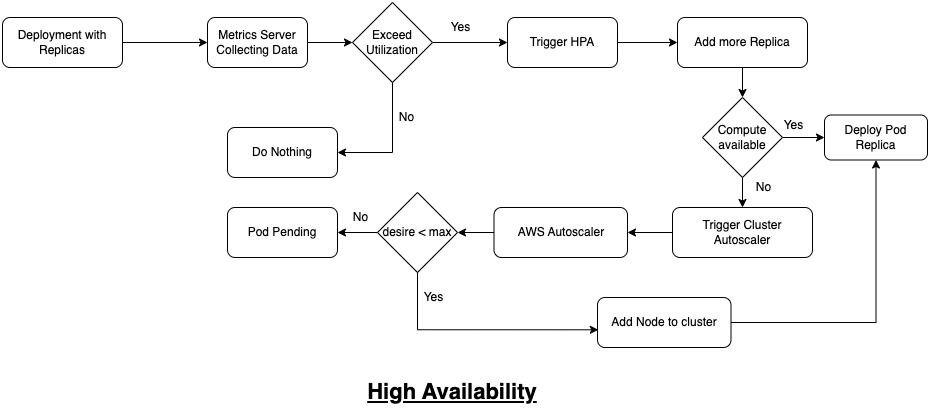 Deployment with
Replicas
Metrics Server
Collecting Data
Exceed
Utilization
Yes
Trigger HPA
Add more Replica
No
Do Nothing
Compute
available
Yes
Deploy Pod
Replica
No
Pod Pending
No
desire < max
AWS Autoscaler
Trigger Cluster
Autoscaler
Yes
Add Node to cluster
High Availability